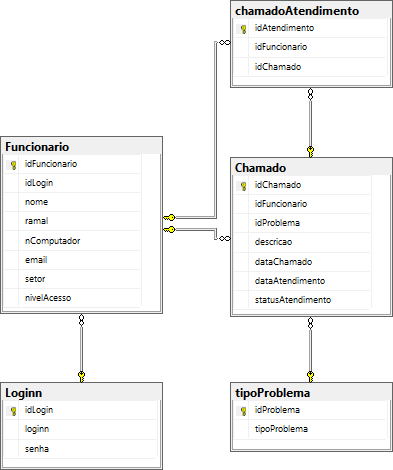 chamadoAtendimento
idAtendimento
idFuncionario
idChamado
Funcionario
idFuncionario
idLogin
nome
ramal
nComputador
email
setor
nivelAcesso
Chamado
idChamado
idFuncionario
idProblema
descricao
dataChamado
dataAtendimento
statusAtendimento
Loginn
idLogin
loginn
senha
tipoProblema
idProblema
tipoProblema